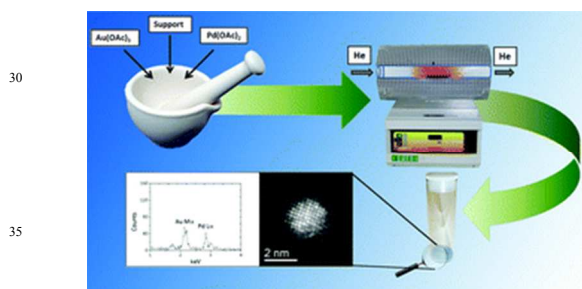 30
Support
Au(OAc)3
Pd(OAc)2
He
He
35
Counts
Au Mα
Pd Lα
keV
2 nm